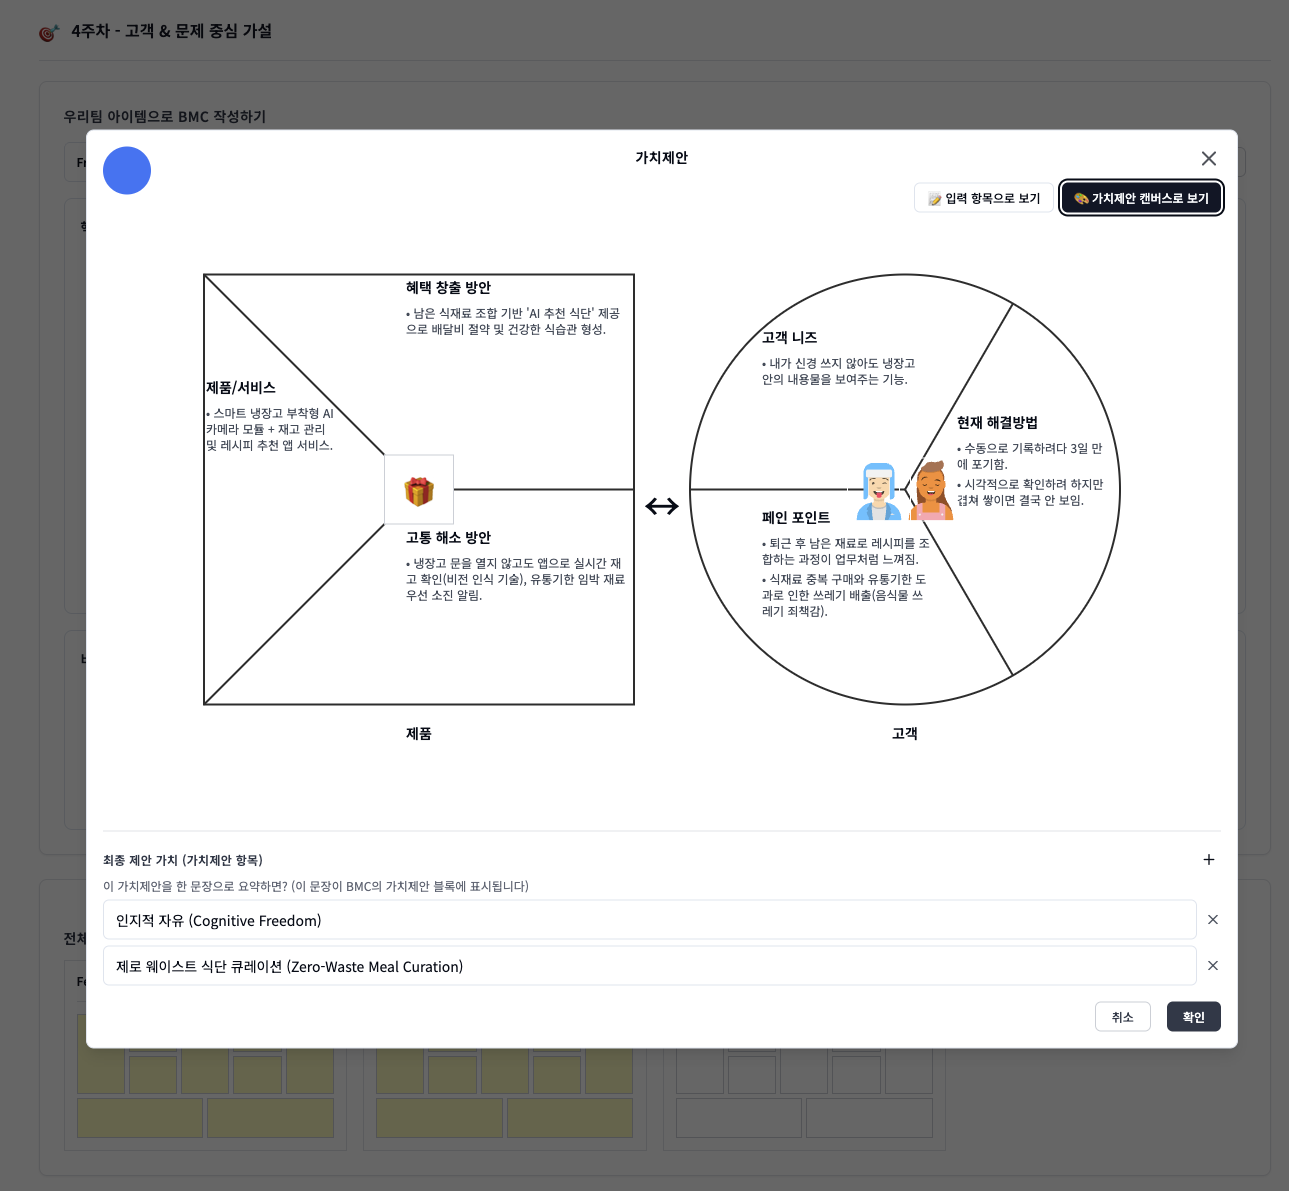 4주차 - 고객 & 문제 중심 가설
우리팀 아이템으로 BMC 작성하기
가치제안
입력 항목으로 보기
가치제안 캔버스로 보기
혜택 창출 방안
• 남은 식재료 조합 기반 'AI 추천 식단' 제공
으로 배달비 절약 및 건강한 식습관 형성.
제품/서비스
• 스마트 냉장고 부착형 AI
카메라 모듈 + 재고 관리
및 레시피 추천 앱 서비스.
고통 해소 방안
• 냉장고 문을 열지 않고도 앱으로 실시간 재
고 확인(비전 인식 기술), 유통기한 임박 재료
우선 소진 알림.
제품
고객 니즈
• 내가 신경 쓰지 않아도 냉장고
안의 내용물을 보여주는 기능.
현재 해결방법
• 수동으로 기록하려다 3일 만
에 포기함.
• 시각적으로 확인하려 하지만
겹쳐 쌓이면 결국 안 보임.
페인 포인트
• 퇴근 후 남은 재료로 레시피를 조
합하는 과정이 업무처럼 느껴짐.
• 식재료 중복 구매와 유통기한 도
과로 인한 쓰레기 배출(음식물 쓰
레기 죄책감).
고객
최종 제안 가치 (가치제안 항목)
이 가치제안을 한 문장으로 요약하면? (이 문장이 BMC의 가치제안 블록에 표시됩니다)
인지적 자유 (Cognitive Freedom)
제로 웨이스트 식단 큐레이션 (Zero-Waste Meal Curation)
취소
확인